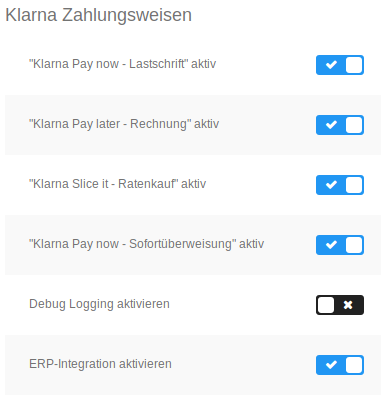 Klarna Zahlungsweisen
"Klarna Pay now - Lastschrift" aktiv
"Klarna Pay later - Rechnung" aktiv
"Klarna Slice it - Ratenkauf" aktiv
"Klarna Pay now - Sofortüberweisung" aktiv
Debug Logging aktivieren
ERP-Integration aktivieren